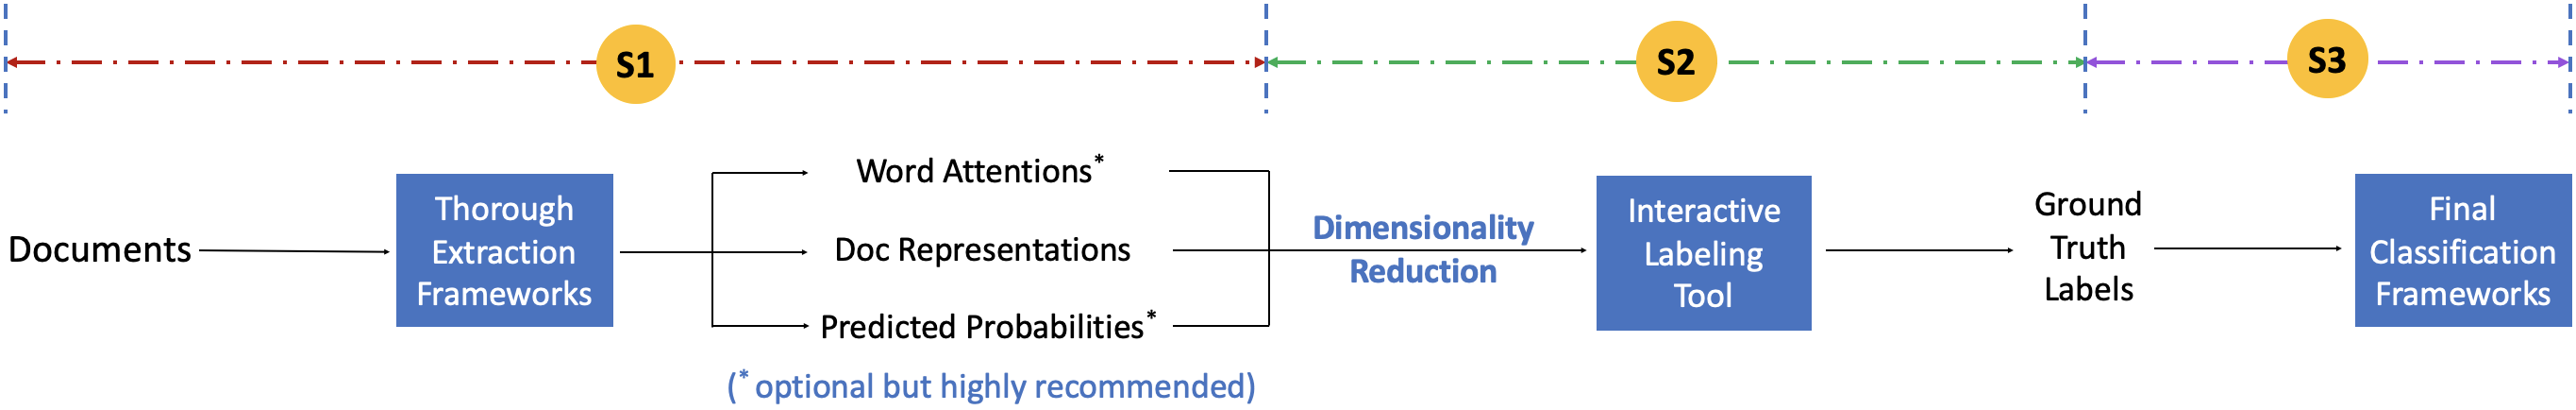 S1
S2
S3
Documents
Thorough
Extraction
Frameworks
Word Attentions*
Doc Representations
Predicted Probabilities*
(* optional but highly recommended)
Dimensionality
Reduction
Interactive
Labeling
Tool
Ground
Truth
Labels
Final
Classification
Frameworks